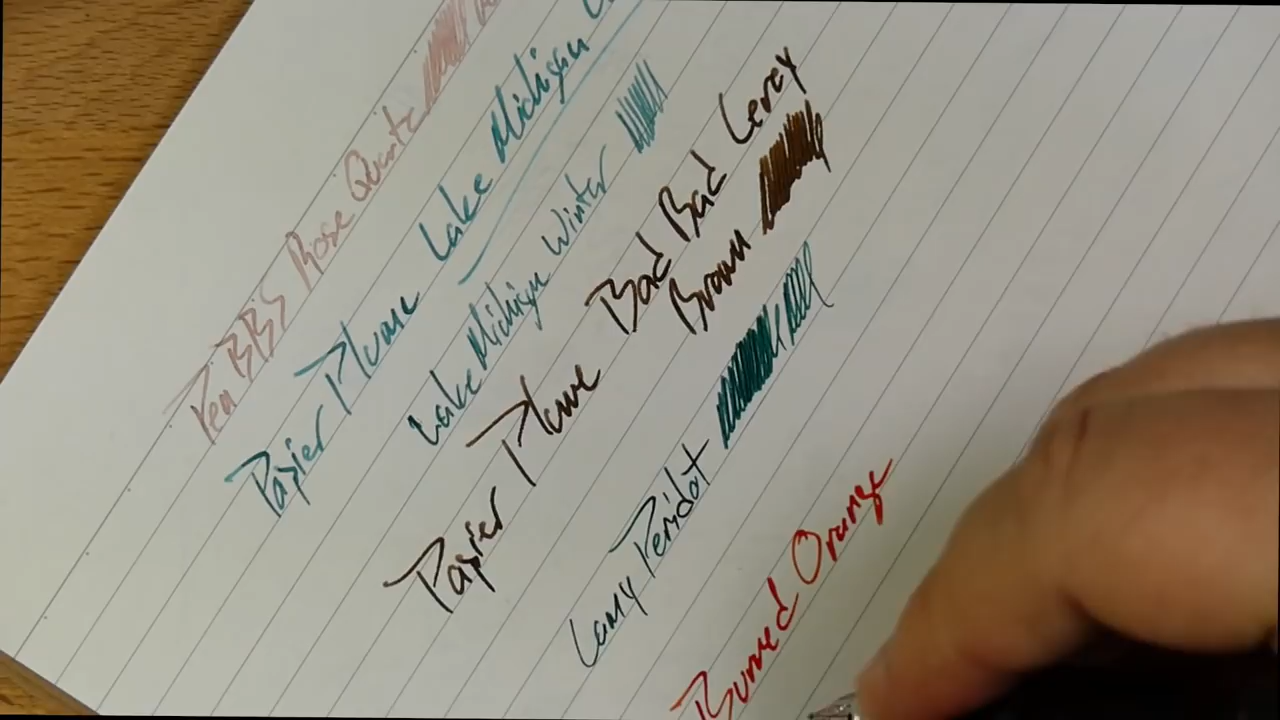 Pen BBS Rose Quartz
Papier Plume Lake Michigan
Lake Michigan Winter
Papier Plume Bad Bad Leroy
Brown
Lamy Peridot
Burned Orange